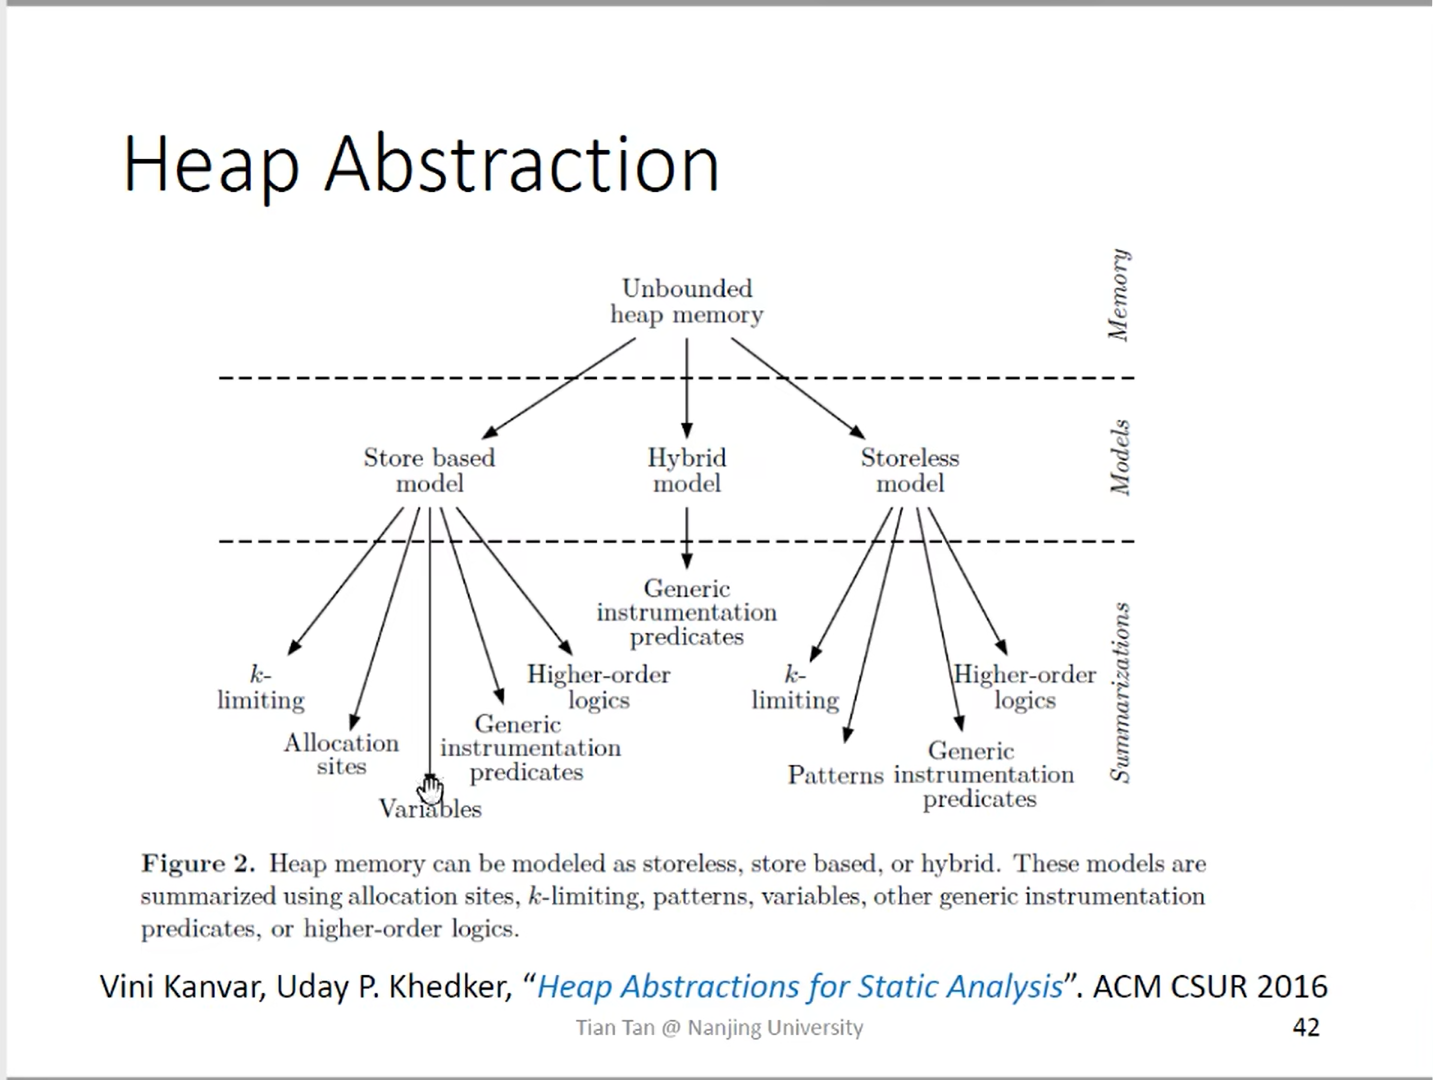 Heap Abstraction
Memory
Unbounded
heap memory
Models
Store based
model
Hybrid
model
Storeless
model
Summarizations
Generic
instrumentation
predicates
k-
limiting
Allocation
sites
Variables
Generic
instrumentation
predicates
Higher-order
logics
k-
limiting
Patterns
Generic
instrumentation
predicates
Higher-order
logics
Figure 2. Heap memory can be modeled as storeless, store based, or hybrid. These models are
summarized using allocation sites, k-limiting, patterns, variables, other generic instrumentation
predicates, or higher-order logics.
Vini Kanvar, Uday P. Khedker, “Heap Abstractions for Static Analysis”. ACM CSUR 2016
Tian Tan @ Nanjing University
42